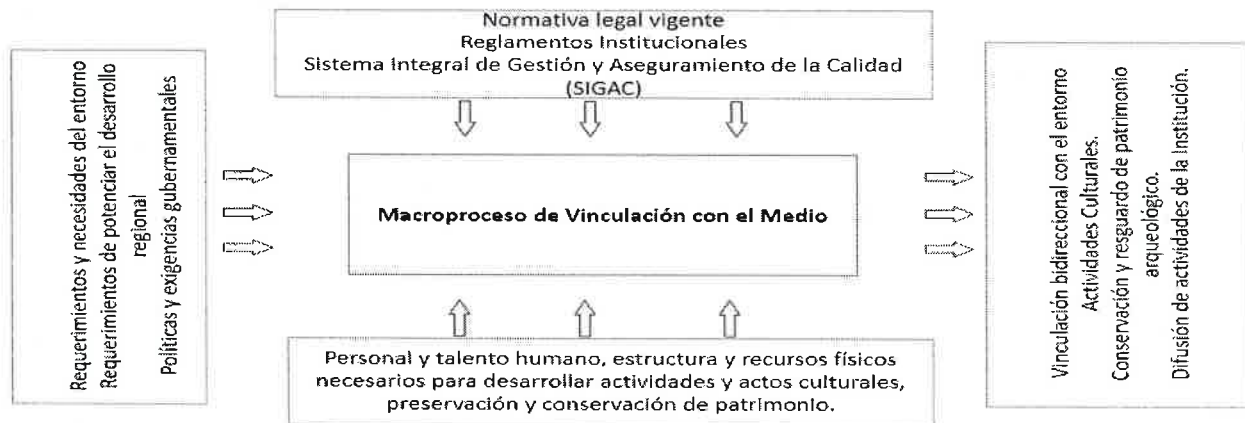 Normativa legal vigente
Reglamentos Institucionales
Sistema Integral de Gestión y Aseguramiento de la Calidad
(SIGAC)
Requerimientos y necesidades del entorno
Requerimientos de potenciar el desarrollo
regional
Políticas y exigencias gubernamentales
Macroproceso de Vinculación con el Medio
Vinculación bidireccional con el entorno
Actividades Culturales.
Conservación y resguardo de patrimonio
arqueológico.
Difusión de actividades de la Institución.
Personal y talento humano, estructura y recursos físicos
necesarios para desarrollar actividades y actos culturales,
preservación y conservación de patrimonio.